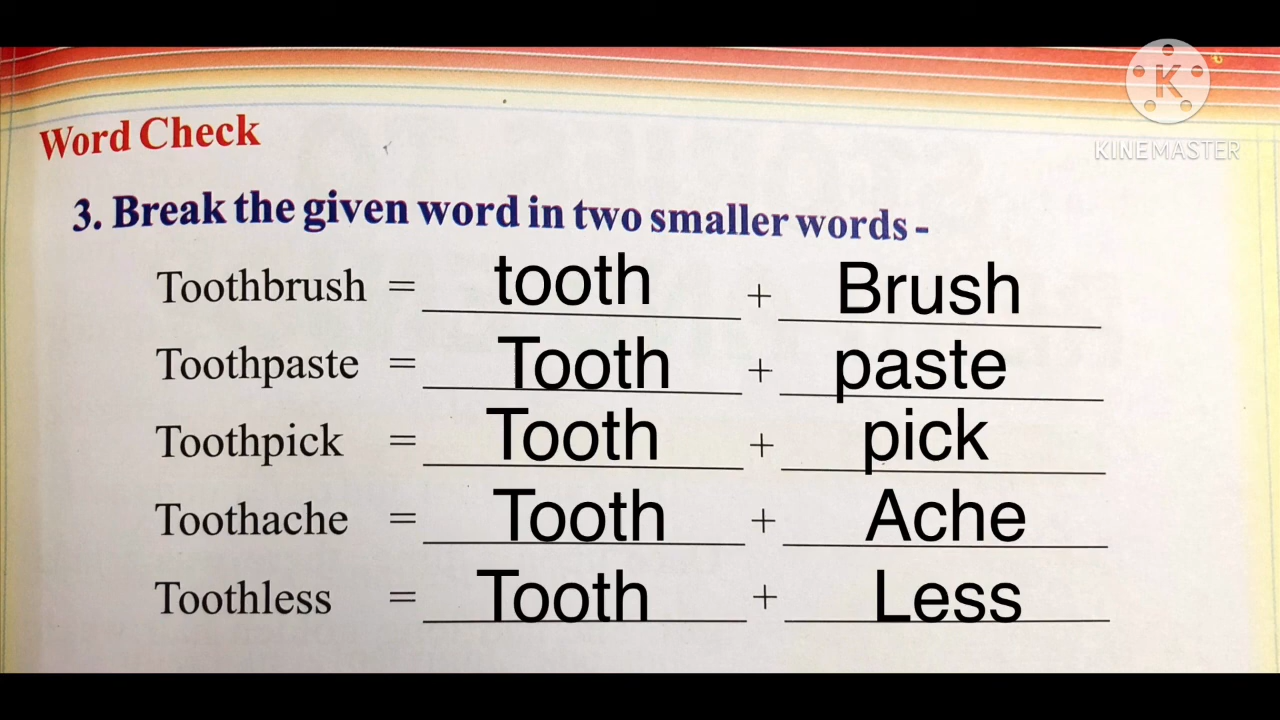 K
KINEMASTER
Word Check
3. Break the given word in two smaller words -
Toothbrush = tooth + Brush
Toothpaste = Tooth + paste
Toothpick = Tooth + pick
Toothache = Tooth + Ache
Toothless = Tooth + Less